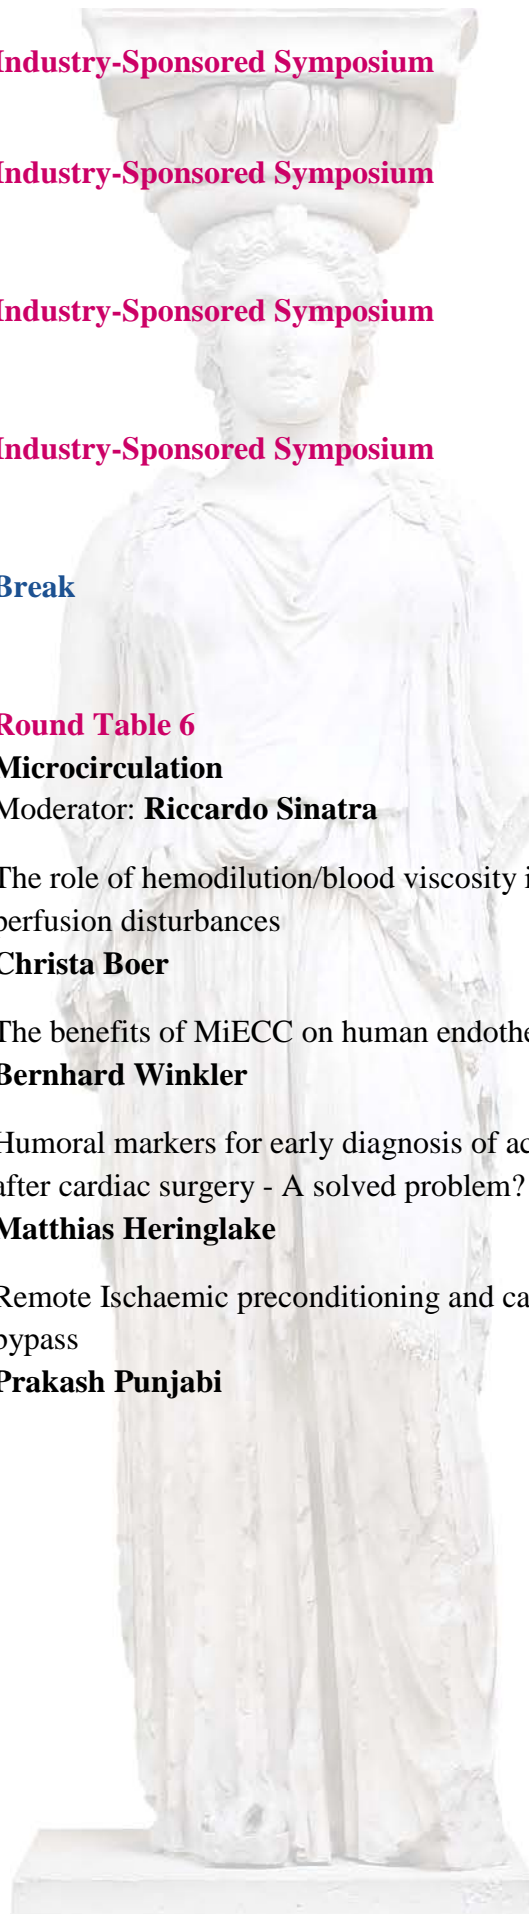 Industry-Sponsored Symposium
Industry-Sponsored Symposium
Industry-Sponsored Symposium
Industry-Sponsored Symposium
Break
Round Table 6
Microcirculation
Moderator: Riccardo Sinatra
The role of hemodilution/blood viscosity
perfusion disturbances
Christa Boer
The benefits of MiECC on human
Bernhard Winkler
Humoral markers for early diagnosis of
after cardiac surgery - A solved problem?
Matthias Heringlake
Remote Ischaemic preconditioning and
bypass
Prakash Punjabi